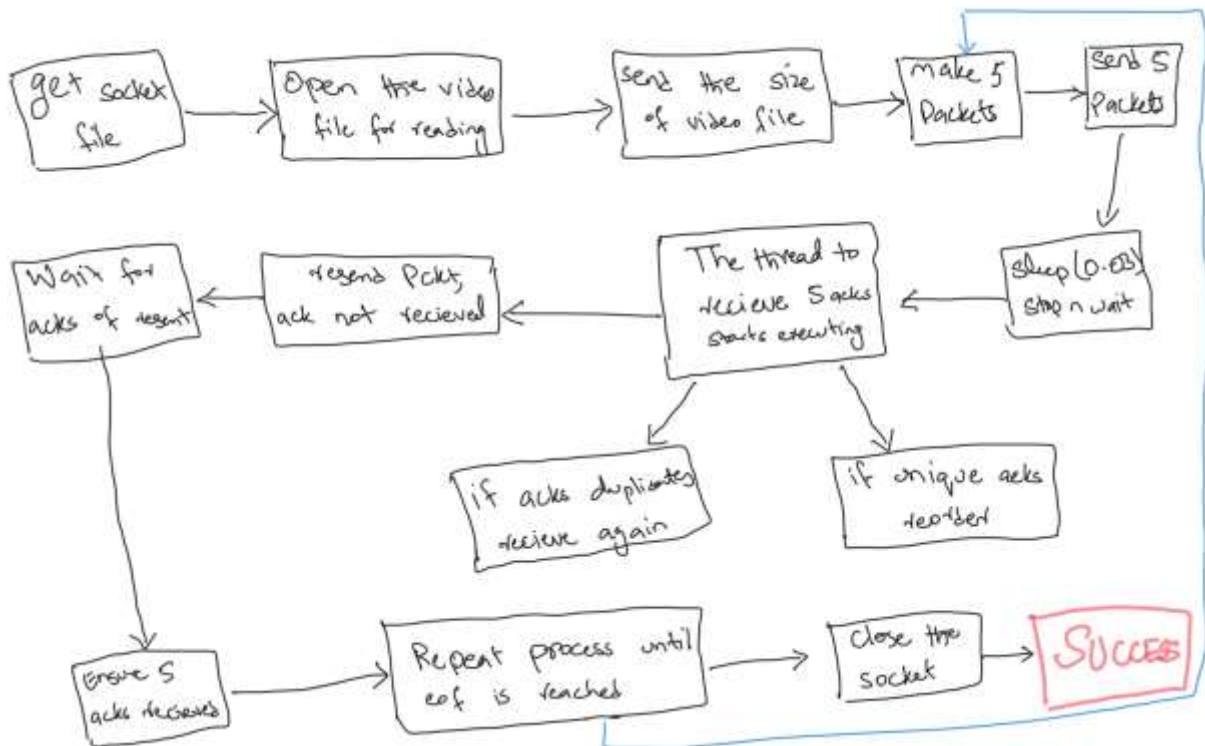 get socket
file
Open the video
file for reading
send the size
of video file
make 5
Packets
send 5
Packets
sleep(0.03)
stop n wait
The thread to
recieve 5 acks
starts executing
resend Pckt,
ack not recieved
Wait for
acks of resent
if acks duplicates
recieve again
if unique acks
reorder
Ensure 5
acks recieved
Repeat process until
eof is reached
Close the
socket
SUCCESS